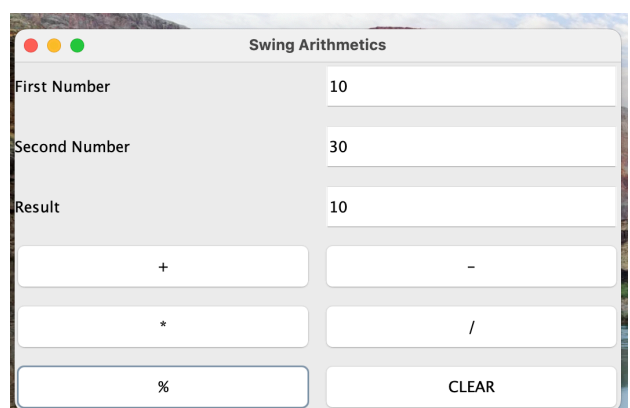 Swing Arithmetics
First Number 10
Second Number 30
Result 10
+ -
* /
% CLEAR